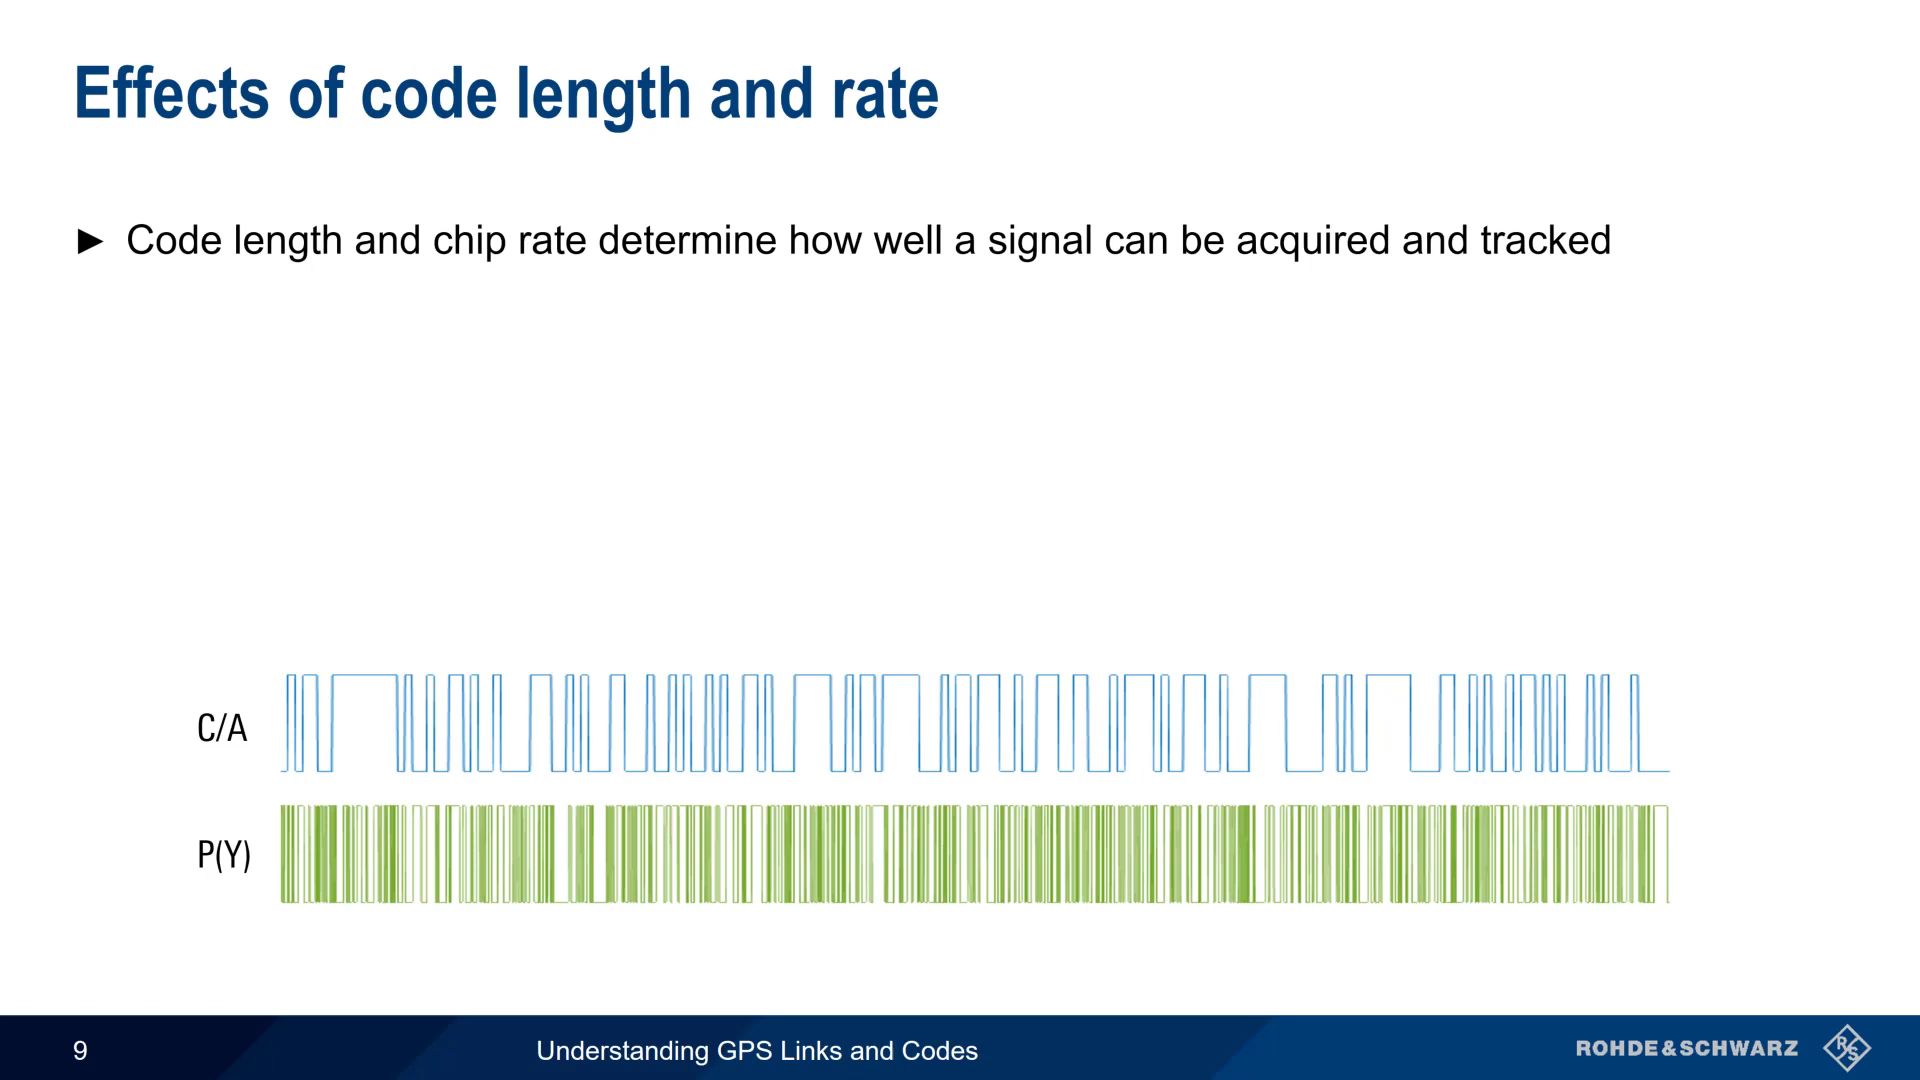 Effects of code length and rate
► Code length and chip rate determine how well a signal can be acquired and tracked
C/A
P(Y)
9
Understanding GPS Links and Codes
ROHDE&SCHWARZ
R&S